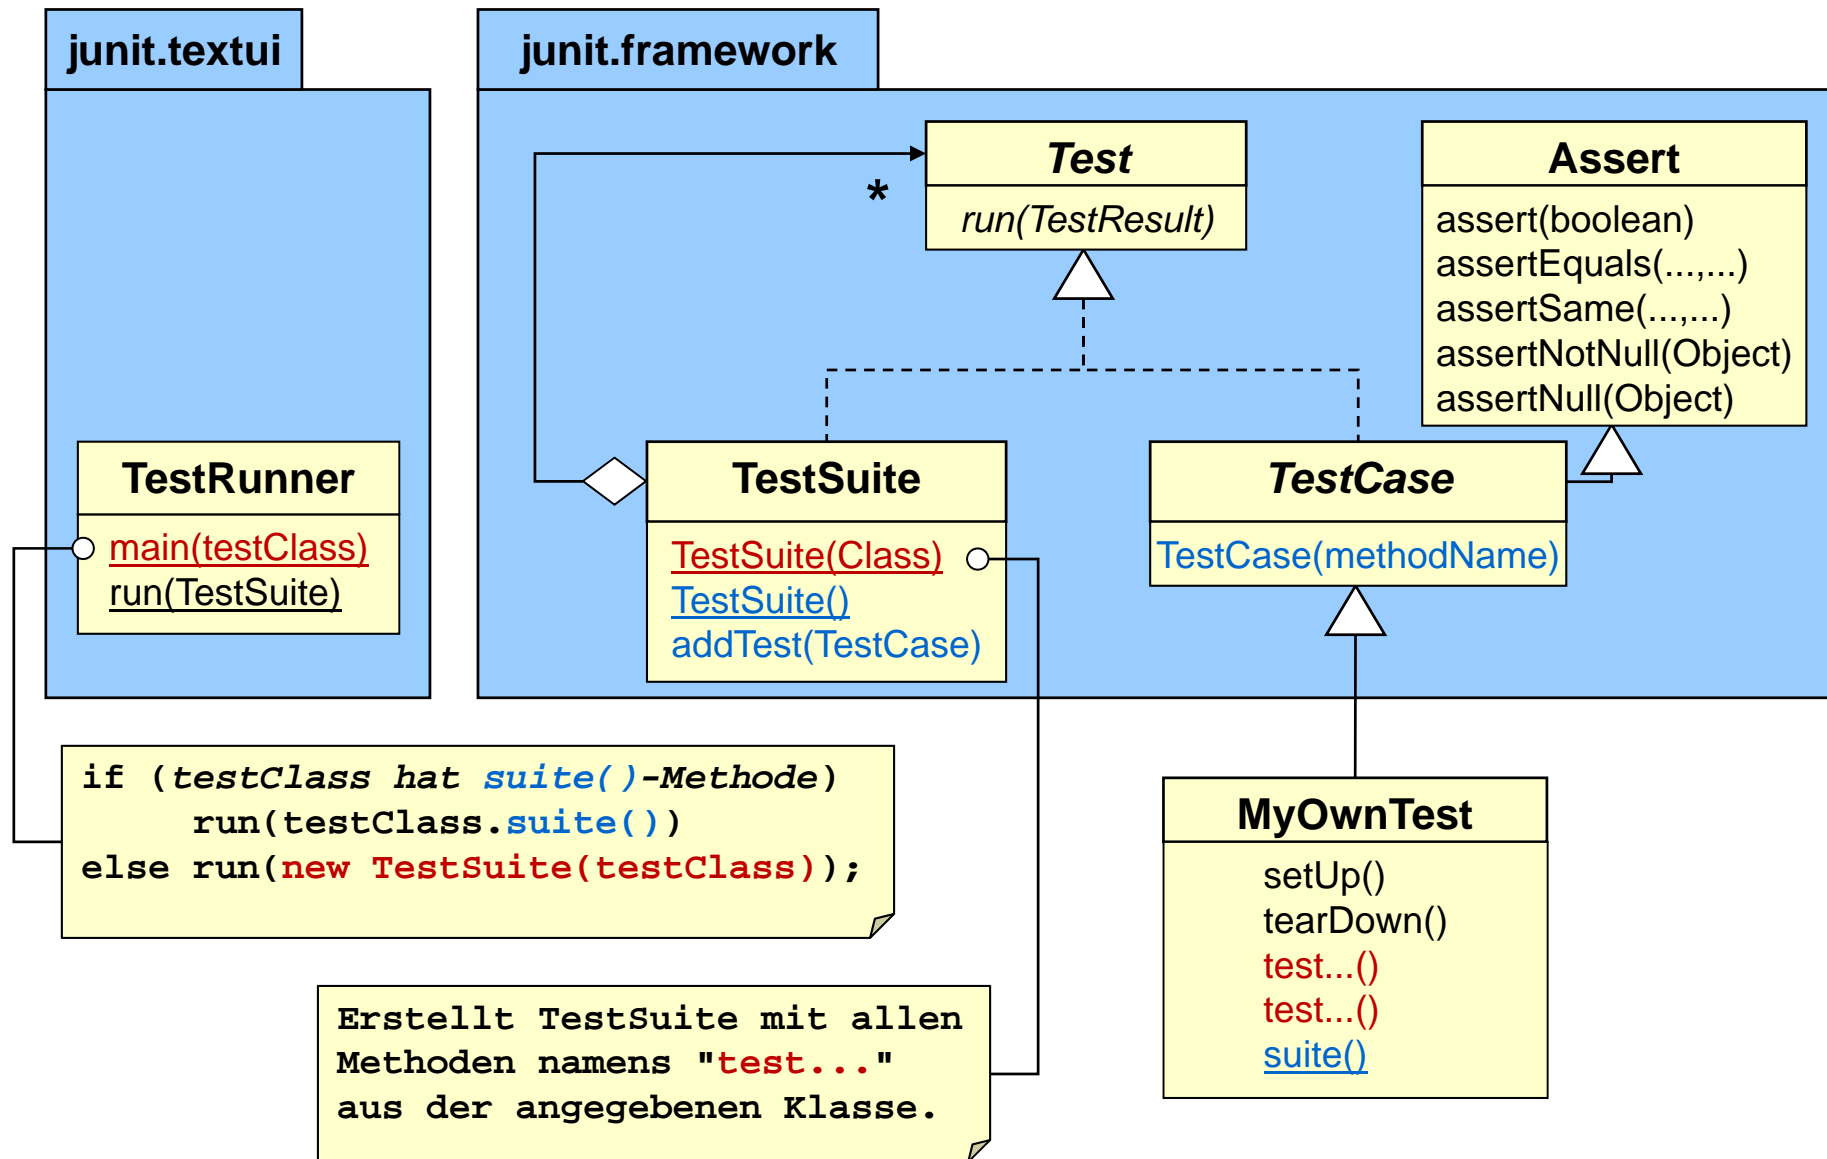 junit.textui
junit.framework
Test
*
run(TestResult)
Assert
assert(boolean)
assertEquals(...,...)
assertSame(...,...)
assertNotNull(Object)
assertNull(Object)
TestRunner
main(testClass)
run(TestSuite)
TestSuite
TestSuite(Class)
TestSuite()
addTest(TestCase)
TestCase
TestCase(methodName)
if (testClass hat suite()-Methode)
run(testClass.suite())
else run(new TestSuite(testClass));
MyOwnTest
setUp()
tearDown()
test...()
test...()
suite()
Erstellt TestSuite mit allen
Methoden namens "test..."
aus der angegebenen Klasse.